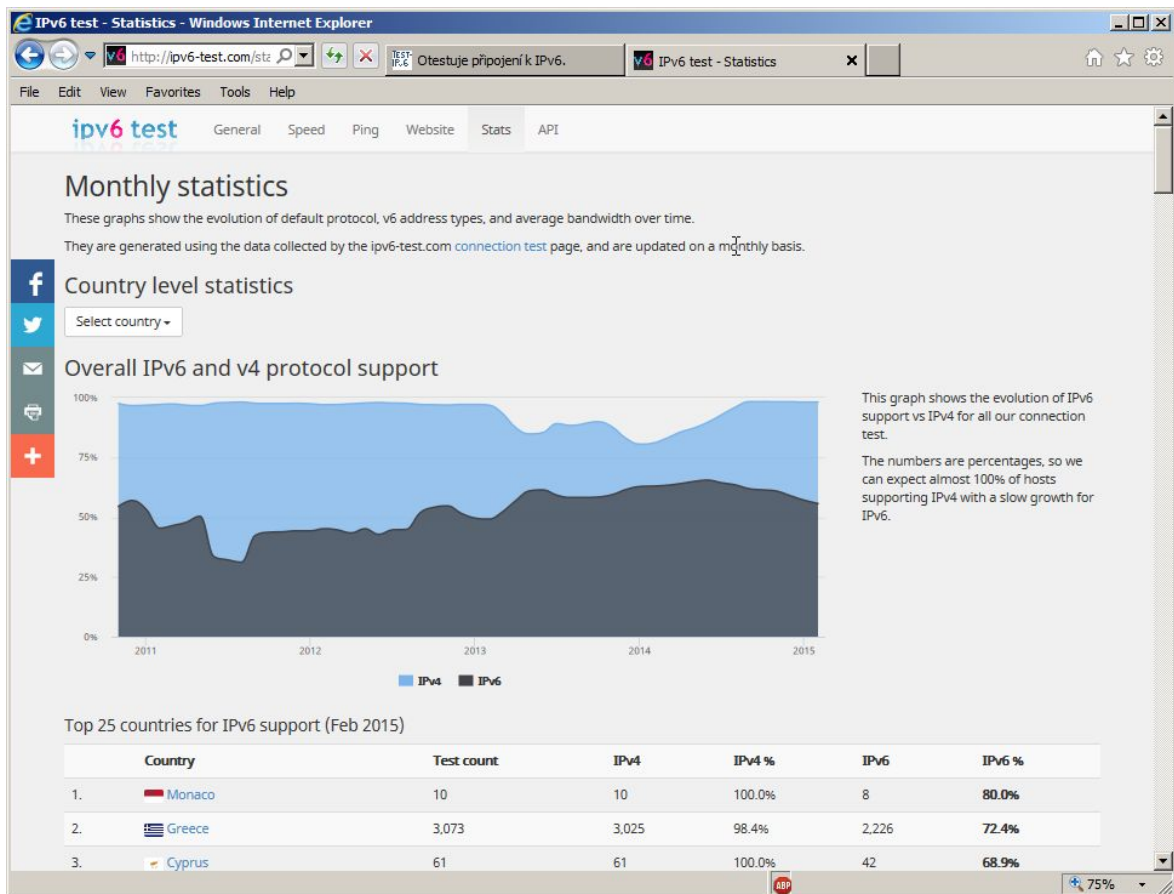 IPv6 test - Statistics - Windows Internet Explorer
v6 http://ipv6-test.com/sta
TEST-IP.6 Otestuje připojení k IPv6.
v6 IPv6 test - Statistics
File Edit View Favorites Tools Help
ipv6 test General Speed Ping Website Stats API
Monthly statistics
These graphs show the evolution of default protocol, v6 address types, and average bandwidth over time.
They are generated using the data collected by the ipv6-test.com connection test page, and are updated on a monthly basis.
Country level statistics
Select country
Overall IPv6 and v4 protocol support
100%
75%
50%
25%
0%
2011 2012 2013 2014 2015
IPv4 IPv6
This graph shows the evolution of IPv6
support vs IPv4 for all our connection
test.
The numbers are percentages, so we
can expect almost 100% of hosts
supporting IPv4 with a slow growth for
IPv6.
Top 25 countries for IPv6 support (Feb 2015)
Country Test count IPv4 IPv4 % IPv6 IPv6 %
1. Monaco 10 10 100.0% 8 80.0%
2. Greece 3,073 3,025 98.4% 2,226 72.4%
3. Cyprus 61 61 100.0% 42 68.9%
ABP
75%